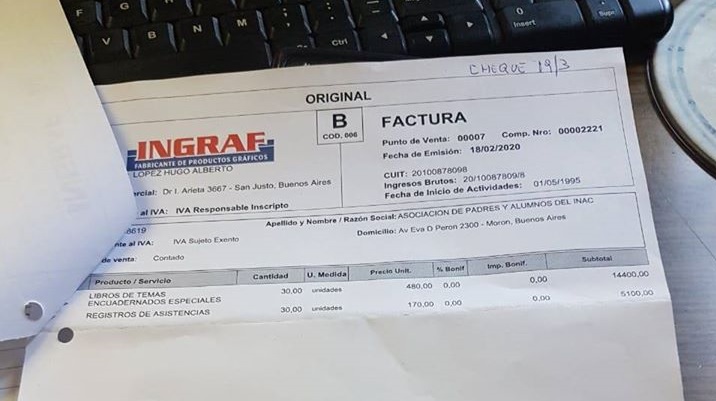 F G
V B N M
Ctrl
0
Insert
Supr
CHEQUE 19/3
ORIGINAL
B
COD. 006
FACTURA
Punto de Venta: 00007 Comp. Nro: 00002221
Fecha de Emisión: 18/02/2020
INGRAF
FABRICANTE DE PRODUCTOS GRÁFICOS
LOPEZ HUGO ALBERTO
CUIT: 20100878098
Ingresos Brutos: 20/10087809/8
Fecha de Inicio de Actividades: 01/05/1995
rcial: Dr I. Arieta 3667 - San Justo, Buenos Aires
al IVA: IVA Responsable Inscripto
8619
Apellido y Nombre / Razón Social: ASOCIACION DE PADRES Y ALUMNOS DEL INAC
nte al IVA: IVA Sujeto Exento
Domicilio: Av Eva D Peron 2300 - Moron, Buenos Aires
de venta: Contado
Producto / Servicio Cantidad U. Medida Precio Unit. % Bonif Imp. Bonif. Subtotal
LIBROS DE TEMAS 30,00 unidades 480,00 0,00 0,00 14400,00
ENCUADERNADOS ESPECIALES
REGISTROS DE ASISTENCIAS 30,00 unidades 170,00 0,00 0,00 5100,00